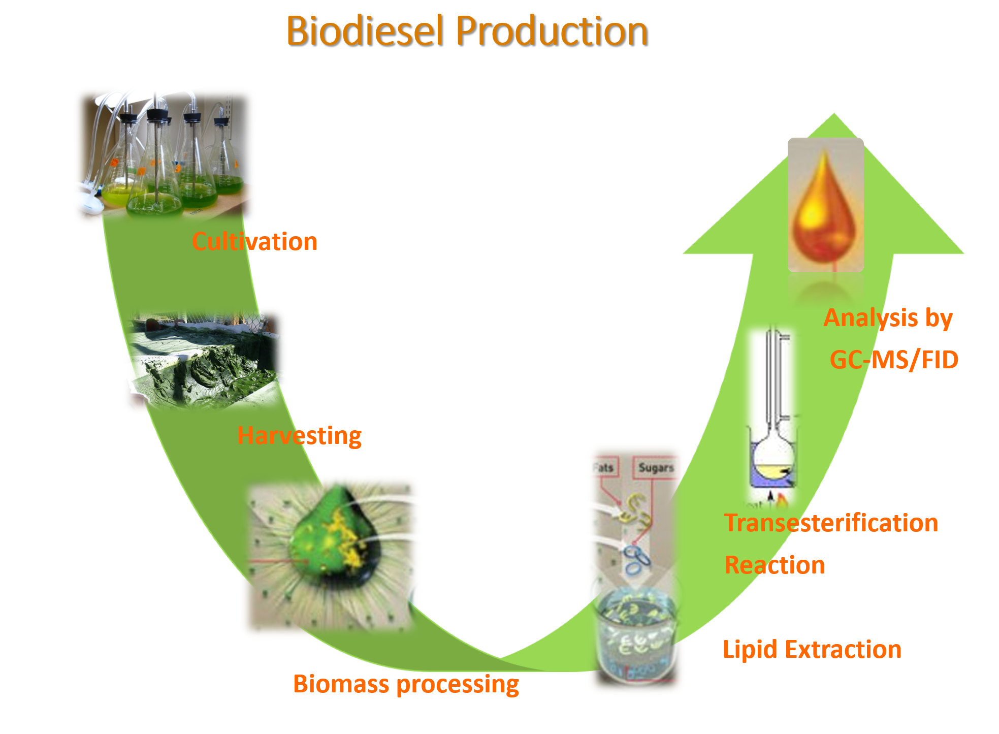 Biodiesel Production
Cultivation
Harvesting
Biomass processing
Fats
Sugars
Lipid Extraction
Transesterification
Reaction
Analysis by
GC-MS/FID